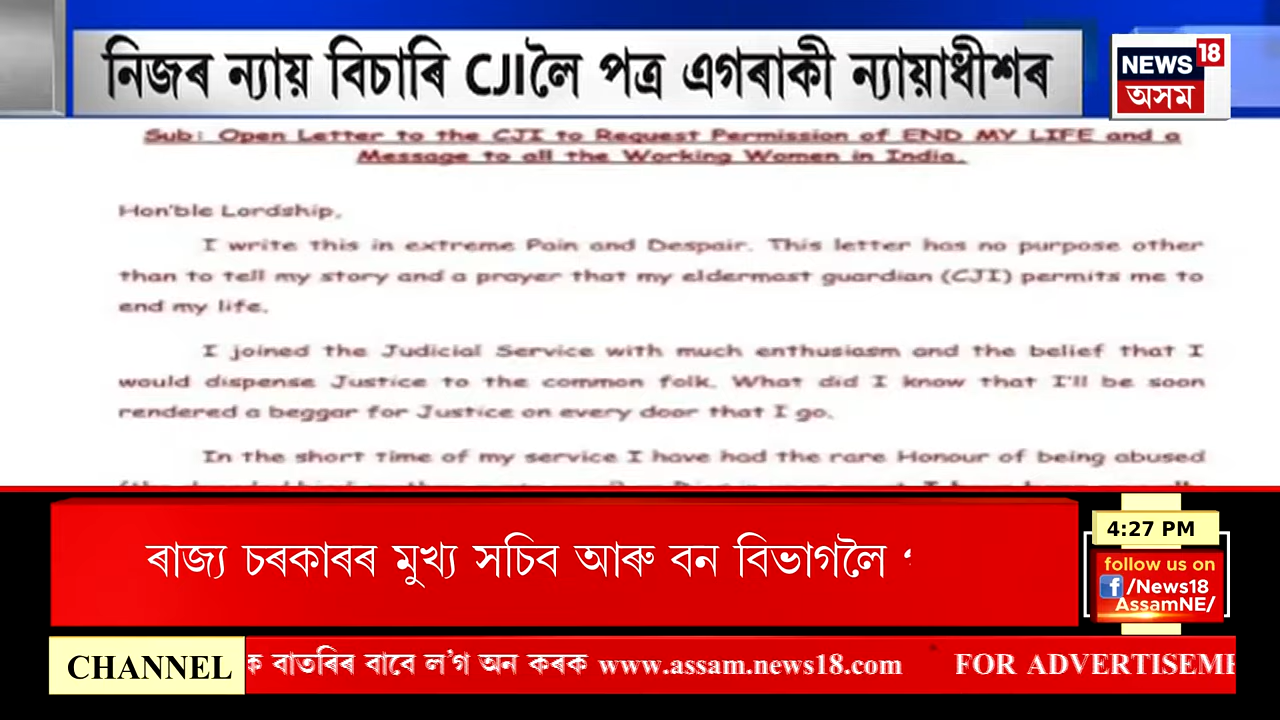 নিজৰ ন্যায় বিচাৰি CJIলৈ পত্ৰ এগৰাকী ন্যায়াধীশৰ
NEWS 18
অসম
Sub: Open Letter to the CJI to Request Permission of END MY LIFE and a
Message to all the Working Women in India.
Hon'ble Lordship,
I write this in extreme Pain and Despair. This letter has no purpose other
than to tell my story and a prayer that my eldermost guardian (CJI) permits me to
end my life.
I joined the Judicial Service with much enthusiasm and the belief that I
would dispense Justice to the common folk. What did I know that I'll be soon
rendered a beggar for Justice on every door that I go.
In the short time of my service I have had the rare Honour of being abused
ৰাজ্য চৰকাৰৰ মুখ্য সচিব আৰু বন বিভাগলৈ
4:27 PM
follow us on
/News18
AssamNE/
CHANNEL
ক বাতৰিৰ বাবে ল'গ অন কৰক www.assam.news18.com FOR ADVERTISEME